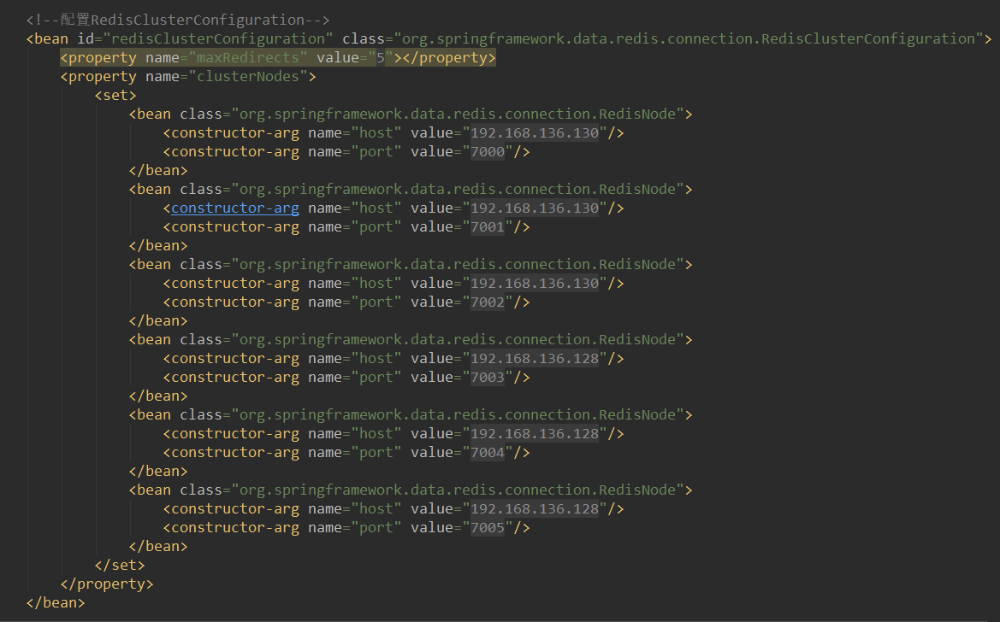 <!--配置RedisClusterConfiguration-->
<bean id="redisClusterConfiguration" class="org.springframework.data.redis.connection.RedisClusterConfiguration">
    <property name="maxRedirects" value="5"></property>
    <property name="clusterNodes">
        <set>
            <bean class="org.springframework.data.redis.connection.RedisNode">
                <constructor-arg name="host" value="192.168.136.130"/>
                <constructor-arg name="port" value="7000"/>
            </bean>
            <bean class="org.springframework.data.redis.connection.RedisNode">
                <constructor-arg name="host" value="192.168.136.130"/>
                <constructor-arg name="port" value="7001"/>
            </bean>
            <bean class="org.springframework.data.redis.connection.RedisNode">
                <constructor-arg name="host" value="192.168.136.130"/>
                <constructor-arg name="port" value="7002"/>
            </bean>
            <bean class="org.springframework.data.redis.connection.RedisNode">
                <constructor-arg name="host" value="192.168.136.128"/>
                <constructor-arg name="port" value="7003"/>
            </bean>
            <bean class="org.springframework.data.redis.connection.RedisNode">
                <constructor-arg name="host" value="192.168.136.128"/>
                <constructor-arg name="port" value="7004"/>
            </bean>
            <bean class="org.springframework.data.redis.connection.RedisNode">
                <constructor-arg name="host" value="192.168.136.128"/>
                <constructor-arg name="port" value="7005"/>
            </bean>
        </set>
    </property>
</bean>